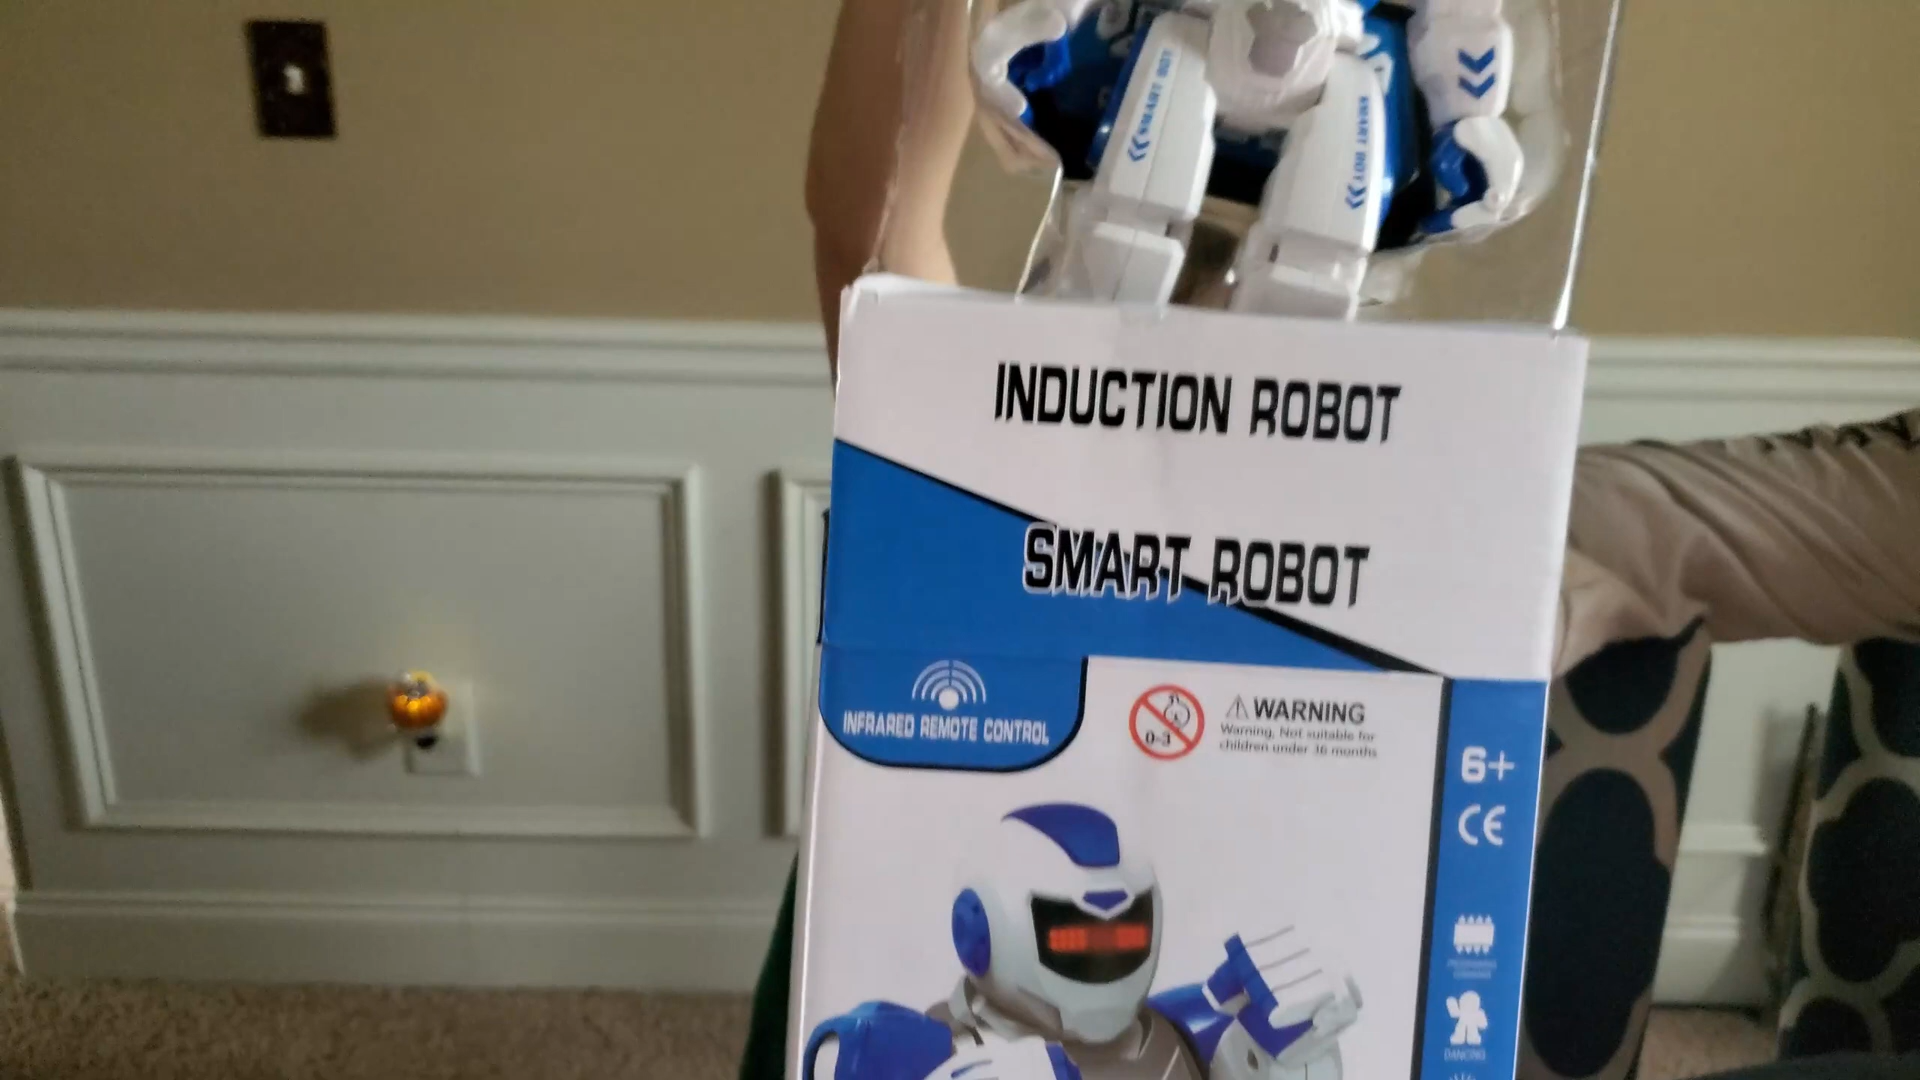 SMART BOT
SMART BOT
INDUCTION ROBOT
SMART ROBOT
INFRARED REMOTE CONTROL
0-3
WARNING
Warning, Not suitable for
children under 36 months
6+
CE
DANCING